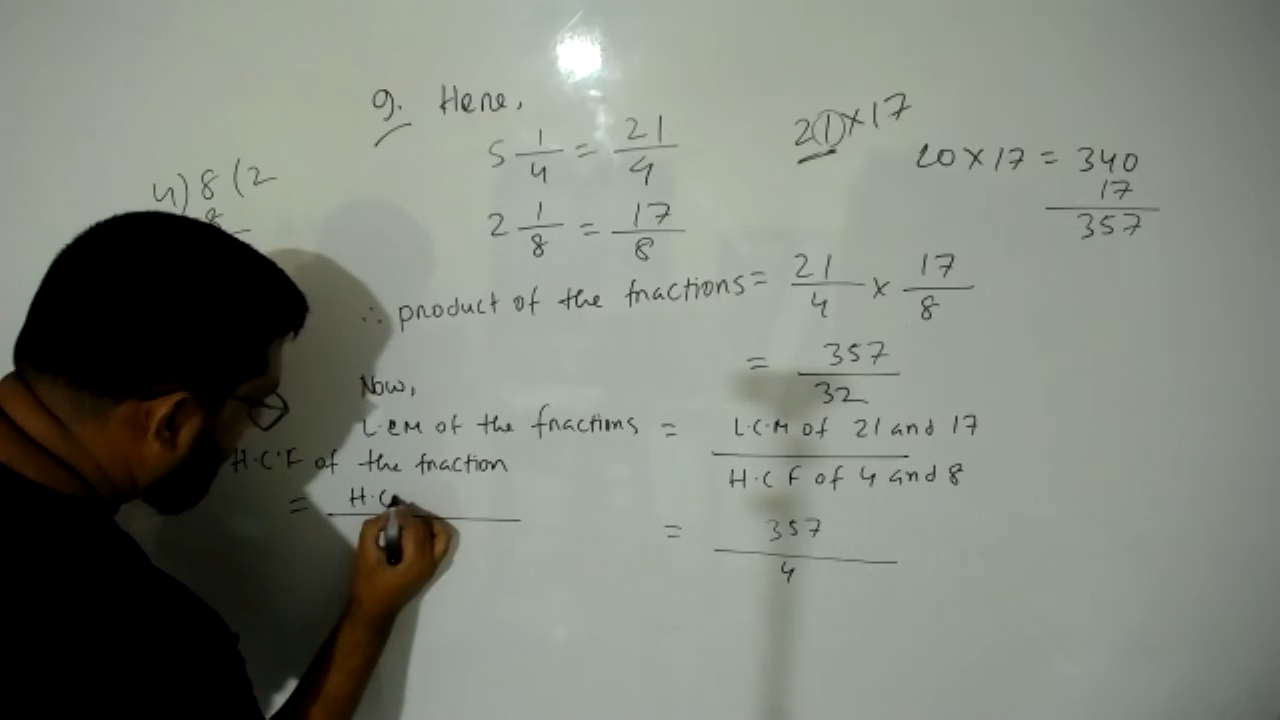 9. Here,
5 1/4 = 21/4
2 1/8 = 17/8
∴ product of the fractions = 21/4 × 17/8
= 357/32
Now,
L.C.M of the fractions = L.C.M of 21 and 17 / H.C.F of 4 and 8
= 357/4
H.C.F of the fraction
= H.C
4) 8 (2
8
21×17
20 × 17 = 340
17
357